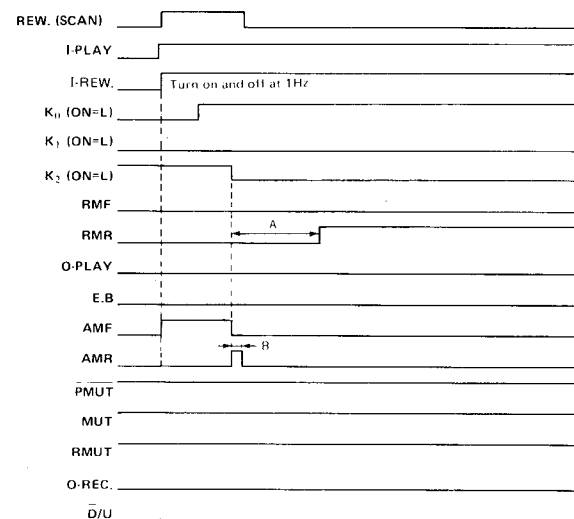 REW. (SCAN)
I-PLAY
I-REW. Turn on and off at 1Hz
K₀ (ON=L)
K₁ (ON=L)
K₂ (ON=L)
RMF
A
RMR
O-PLAY
E.B
AMF
B
AMR
P̅M̅U̅T̅
MUT
RMUT
O-REC.
D̅/U